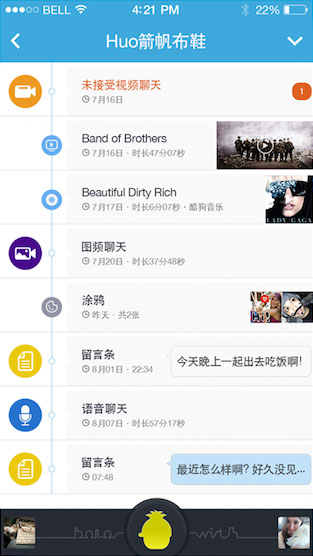 BELL 4:21 PM 22%
Huo箭帆布鞋
未接受视频聊天
7月16日
1
Band of Brothers
7月16日 · 时长47分07秒
Beautiful Dirty Rich
7月17日 · 时长6分07秒 · 酷狗音乐
LADY GAGA
图频聊天
7月20日 · 时长37分48秒
涂鸦
昨天 · 共2张
Hi!
留言条
8月01日 · 22:34
今天晚上一起出去吃饭啊!
语音聊天
8月07日 · 时长57分17秒
留言条
07:48
最近怎么样啊? 好久没见...
with